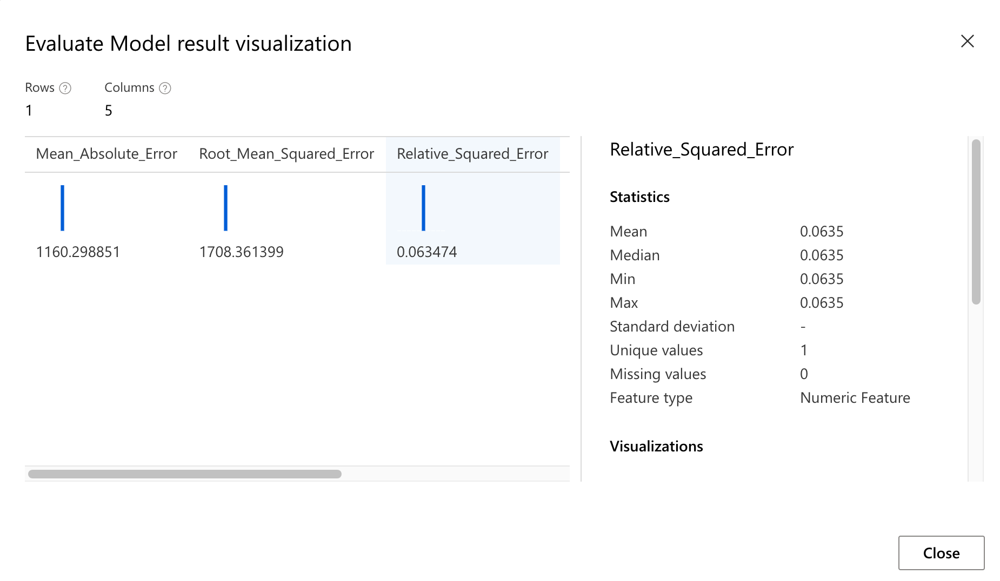 Evaluate Model result visualization
Rows ? Columns ?
1 5
Mean_Absolute_Error Root_Mean_Squared_Error Relative_Squared_Error
1160.298851 1708.361399 0.063474
Relative_Squared_Error
Statistics
Mean 0.0635
Median 0.0635
Min 0.0635
Max 0.0635
Standard deviation -
Unique values 1
Missing values 0
Feature type Numeric Feature
Visualizations
Close